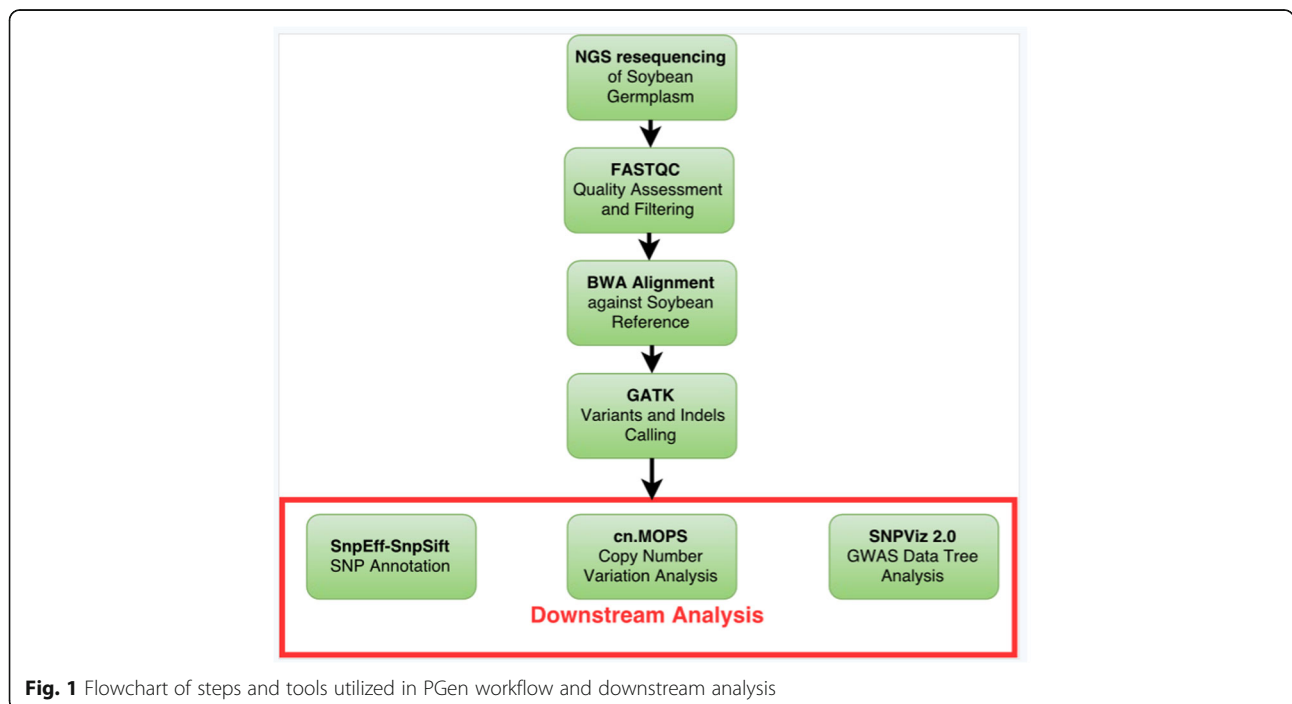 NGS resequencing
of Soybean
Germplasm
FASTQC
Quality Assessment
and Filtering
BWA Alignment
against Soybean
Reference
GATK
Variants and Indels
Calling
SnpEff-SnpSift
SNP Annotation
cn.MOPS
Copy Number
Variation Analysis
SNPViz 2.0
GWAS Data Tree
Analysis
Downstream Analysis
Fig. 1 Flowchart of steps and tools utilized in PGen workflow and downstream analysis